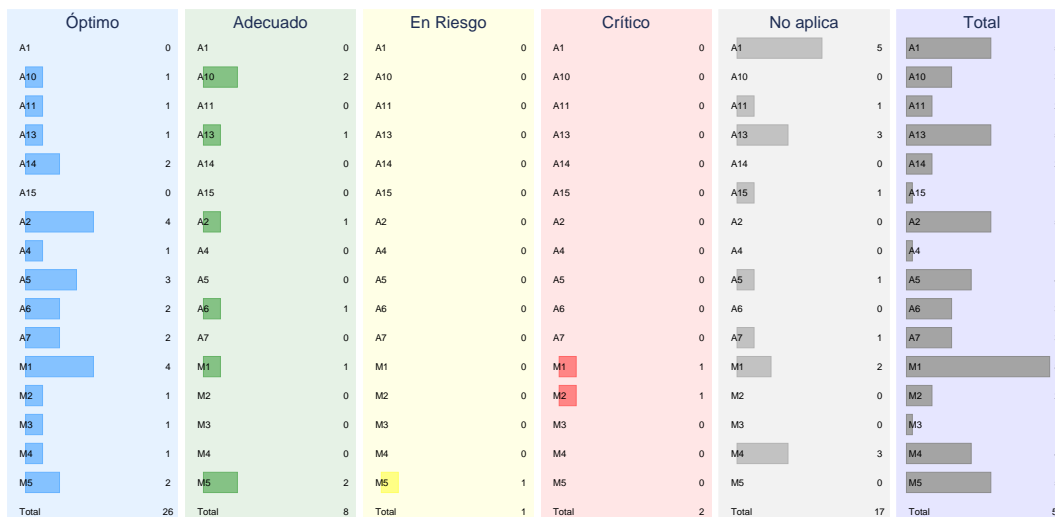 Óptimo Adecuado En Riesgo Crítico No aplica Total
A1 0 A1 0 A1 0 A1 0 A1 5 A1
A10 1 A10 2 A10 0 A10 0 A10 0 A10
A11 1 A11 0 A11 0 A11 0 A11 1 A11
A13 1 A13 1 A13 0 A13 0 A13 3 A13
A14 2 A14 0 A14 0 A14 0 A14 0 A14
A15 0 A15 0 A15 0 A15 0 A15 1 A15
A2 4 A2 1 A2 0 A2 0 A2 0 A2
A4 1 A4 0 A4 0 A4 0 A4 0 A4
A5 3 A5 0 A5 0 A5 0 A5 1 A5
A6 2 A6 1 A6 0 A6 0 A6 0 A6
A7 2 A7 0 A7 0 A7 0 A7 1 A7
M1 4 M1 1 M1 0 M1 1 M1 2 M1
M2 1 M2 0 M2 0 M2 1 M2 0 M2
M3 1 M3 0 M3 0 M3 0 M3 0 M3
M4 1 M4 0 M4 0 M4 0 M4 3 M4
M5 2 M5 2 M5 1 M5 0 M5 0 M5
Total 26 Total 8 Total 1 Total 2 Total 17 Total